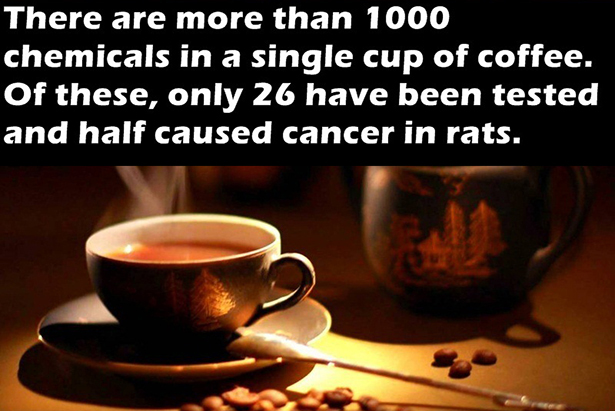 There are more than 1000
chemicals in a single cup of coffee.
Of these, only 26 have been tested
and half caused cancer in rats.